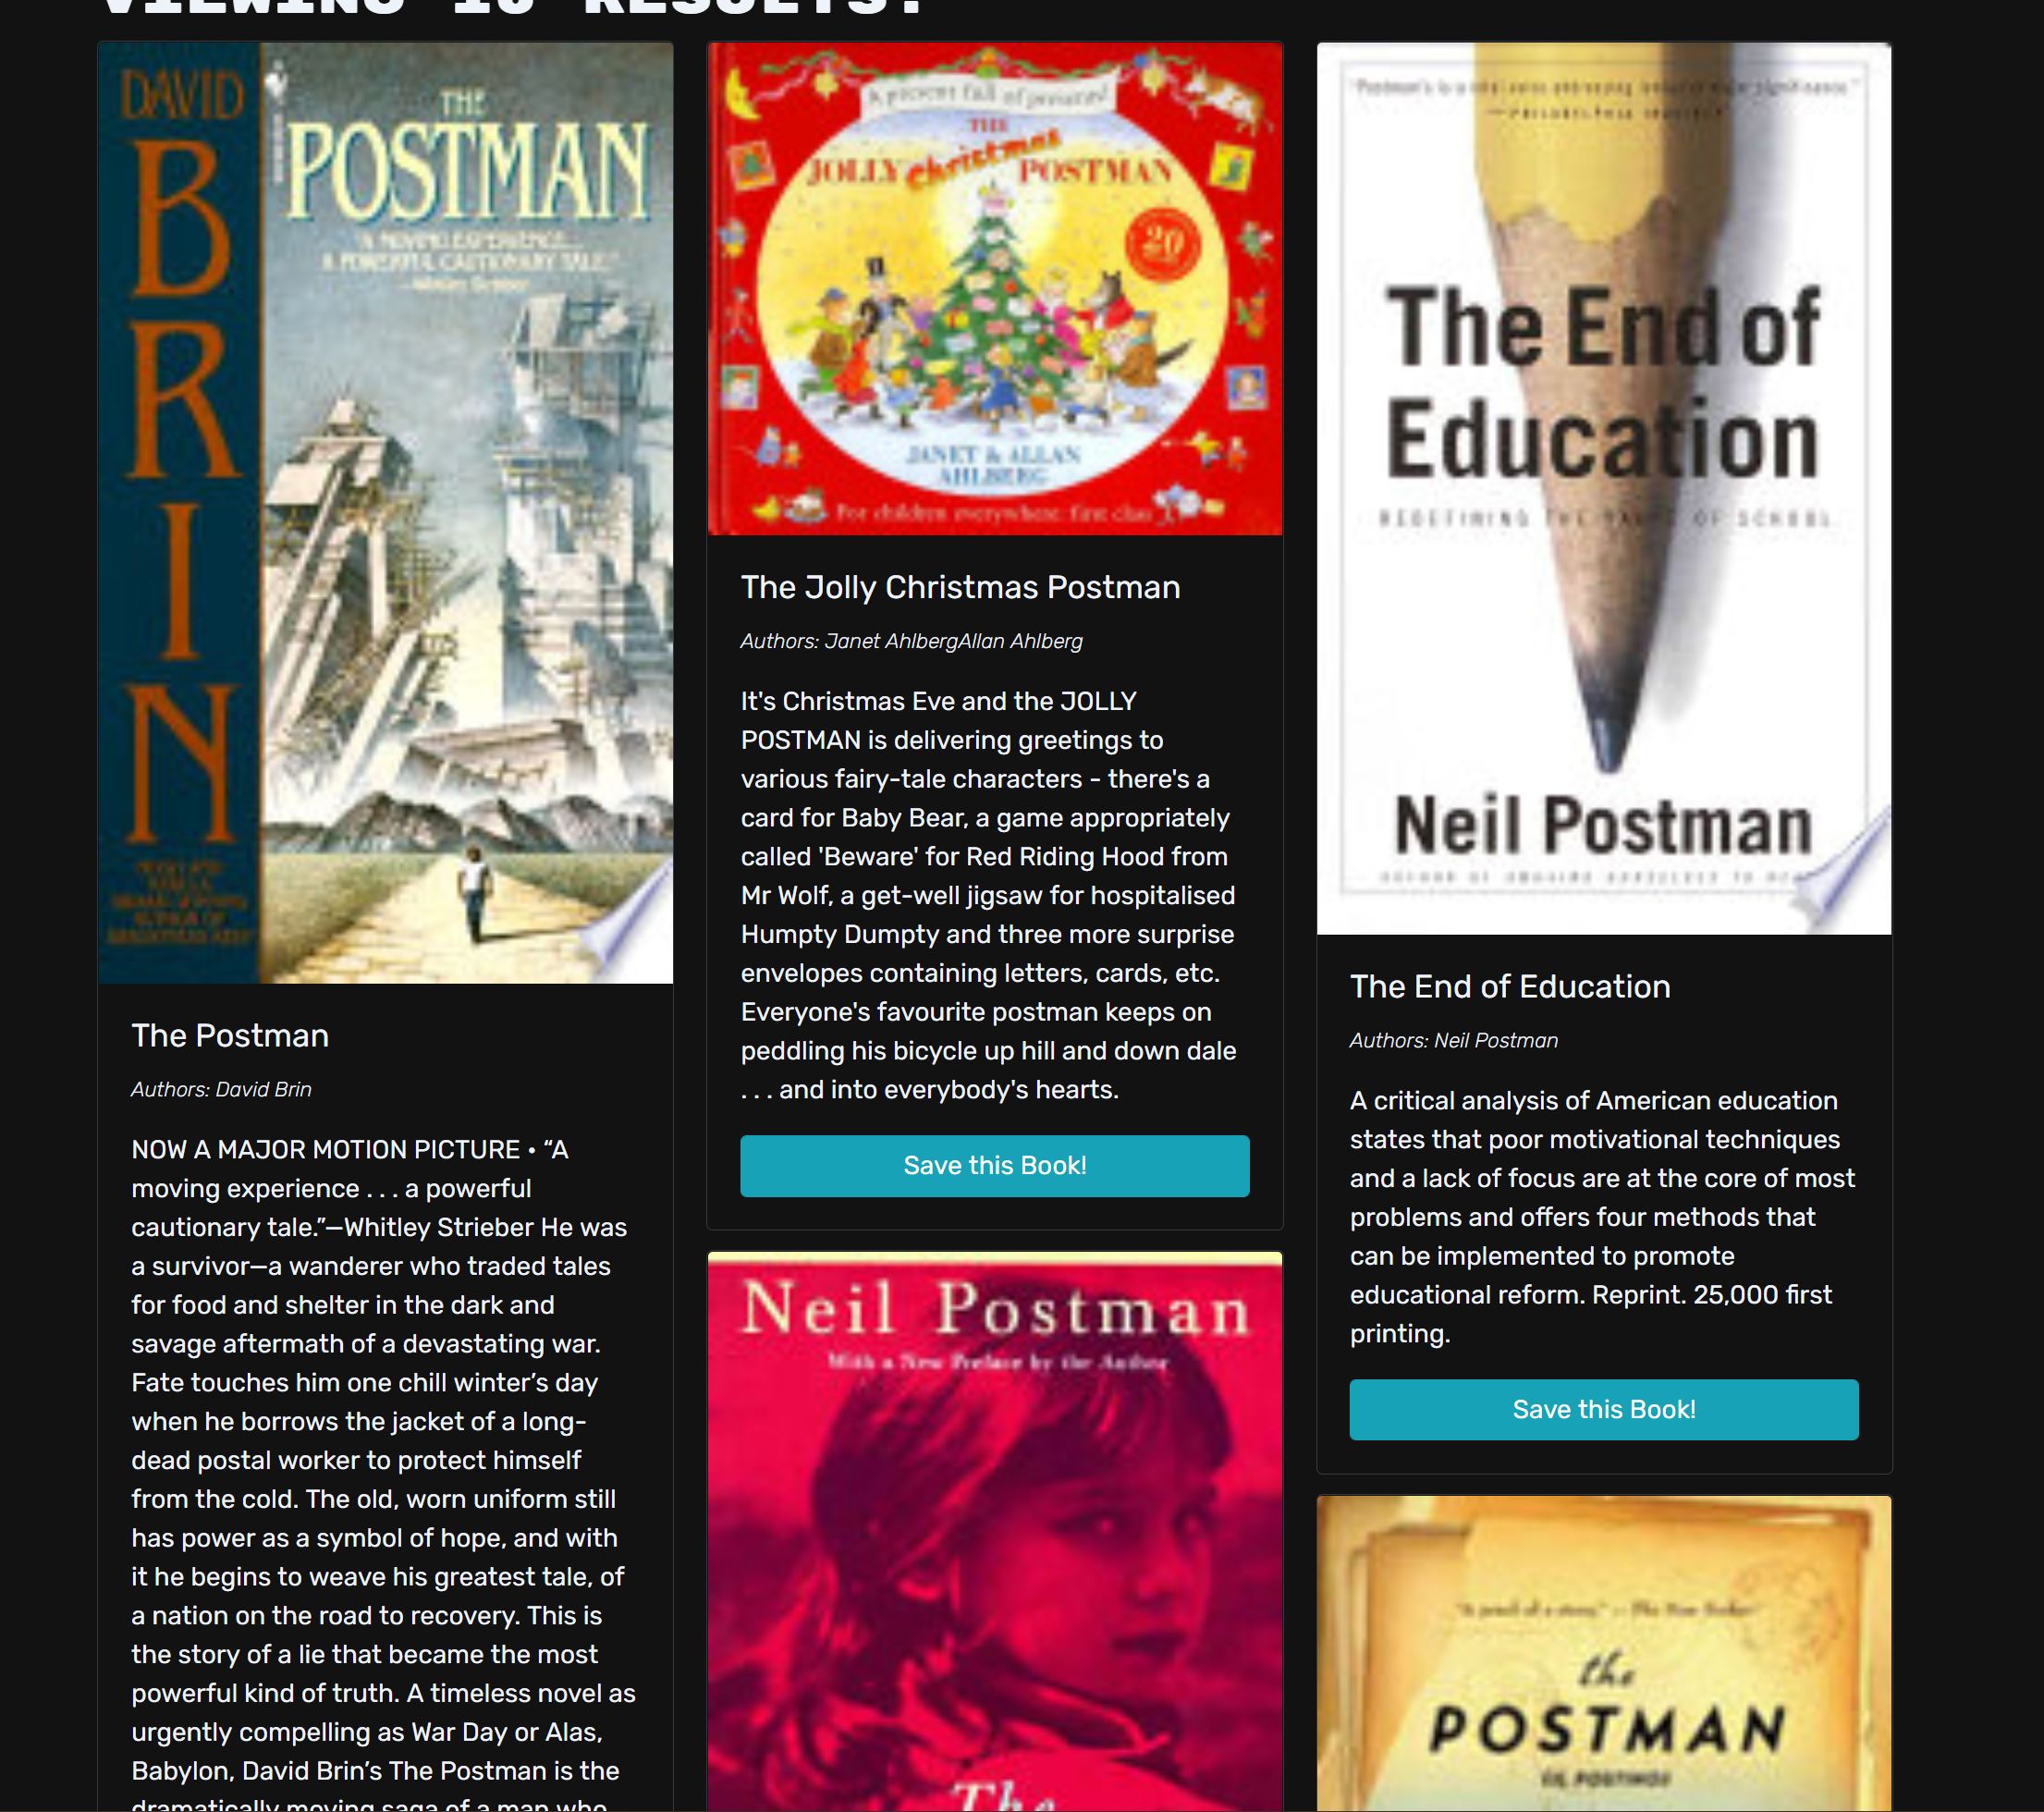 VIEWING 10 RESULTS:
DAVID
BRIN
THE
POSTMAN
"A MOVING EXPERIENCE...
A POWERFUL CAUTIONARY TALE."
The Postman
Authors: David Brin
NOW A MAJOR MOTION PICTURE • “A
moving experience . . . a powerful
cautionary tale.”—Whitley Strieber He was
a survivor—a wanderer who traded tales
for food and shelter in the dark and
savage aftermath of a devastating war.
Fate touches him one chill winter’s day
when he borrows the jacket of a long-
dead postal worker to protect himself
from the cold. The old, worn uniform still
has power as a symbol of hope, and with
it he begins to weave his greatest tale, of
a nation on the road to recovery. This is
the story of a lie that became the most
powerful kind of truth. A timeless novel as
urgently compelling as War Day or Alas,
Babylon, David Brin’s The Postman is the
dramatically moving saga of a man who
A present full of presents!
THE
JOLLY Christmas POSTMAN
20
JANET & ALLAN
AHLBERG
For children everywhere: first class
The Jolly Christmas Postman
Authors: Janet AhlbergAllan Ahlberg
It's Christmas Eve and the JOLLY
POSTMAN is delivering greetings to
various fairy-tale characters - there's a
card for Baby Bear, a game appropriately
called 'Beware' for Red Riding Hood from
Mr Wolf, a get-well jigsaw for hospitalised
Humpty Dumpty and three more surprise
envelopes containing letters, cards, etc.
Everyone's favourite postman keeps on
peddling his bicycle up hill and down dale
. . . and into everybody's hearts.
Save this Book!
Neil Postman
With a New Preface by the Author
The
The End of
Education
REDEFINING THE VALUE OF SCHOOL
Neil Postman
The End of Education
Authors: Neil Postman
A critical analysis of American education
states that poor motivational techniques
and a lack of focus are at the core of most
problems and offers four methods that
can be implemented to promote
educational reform. Reprint. 25,000 first
printing.
Save this Book!
the
POSTMAN
(IL POSTINO)